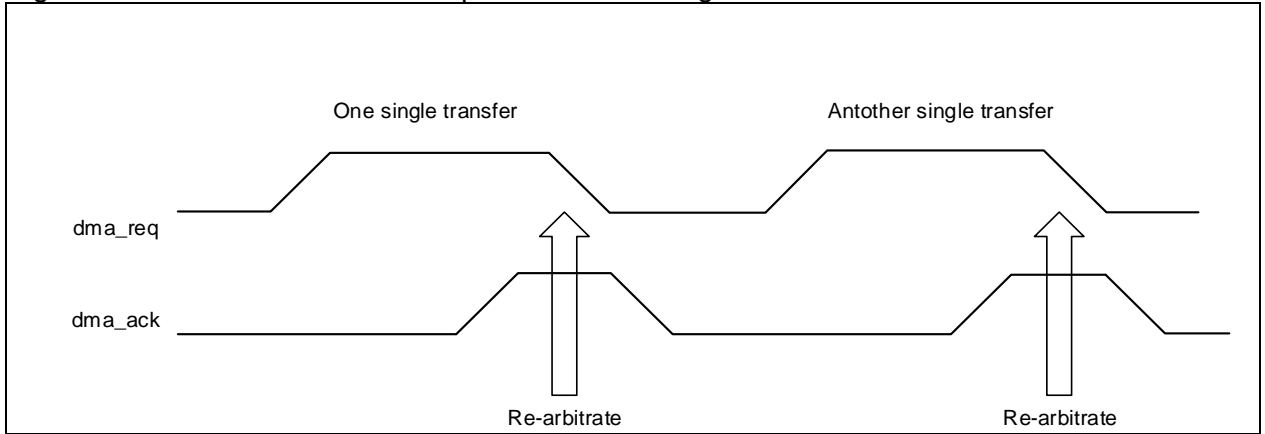 One single transfer
Antother single transfer
dma_req
dma_ack
Re-arbitrate
Re-arbitrate